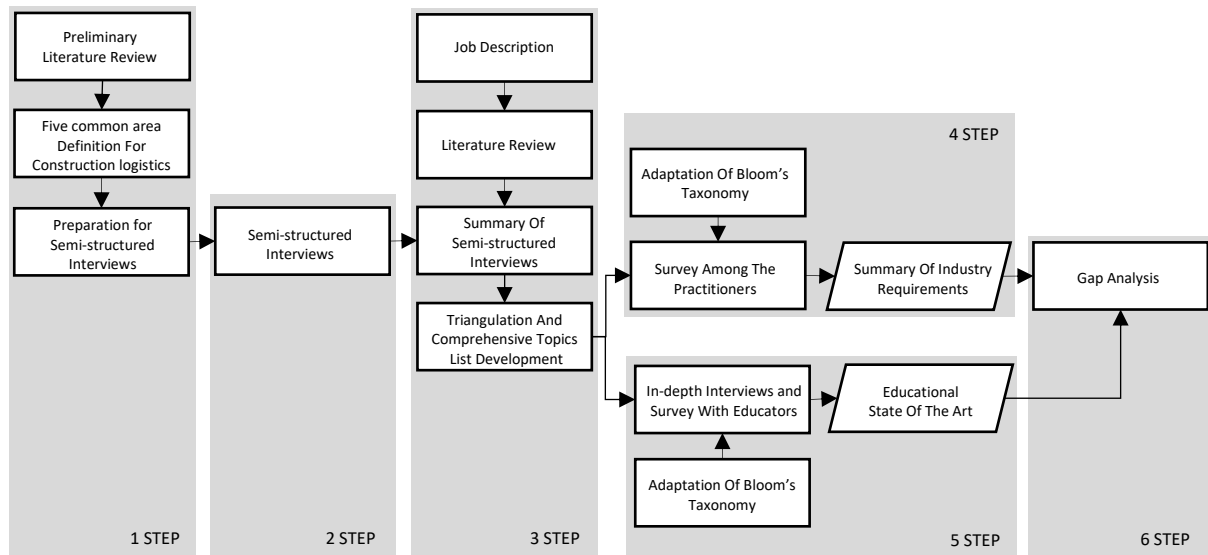 Preliminary
Literature Review
Five common area
Definition For
Construction logistics
Preparation for
Semi-structured
Interviews
1 STEP
Semi-structured
Interviews
2 STEP
Job Description
Literature Review
Summary Of
Semi-structured
Interviews
Triangulation And
Comprehensive Topics
List Development
3 STEP
4 STEP
Adaptation Of Bloom's
Taxonomy
Survey Among The
Practitioners
Summary Of Industry
Requirements
In-depth Interviews and
Survey With Educators
Educational
State Of The Art
Adaptation Of Bloom's
Taxonomy
5 STEP
Gap Analysis
6 STEP